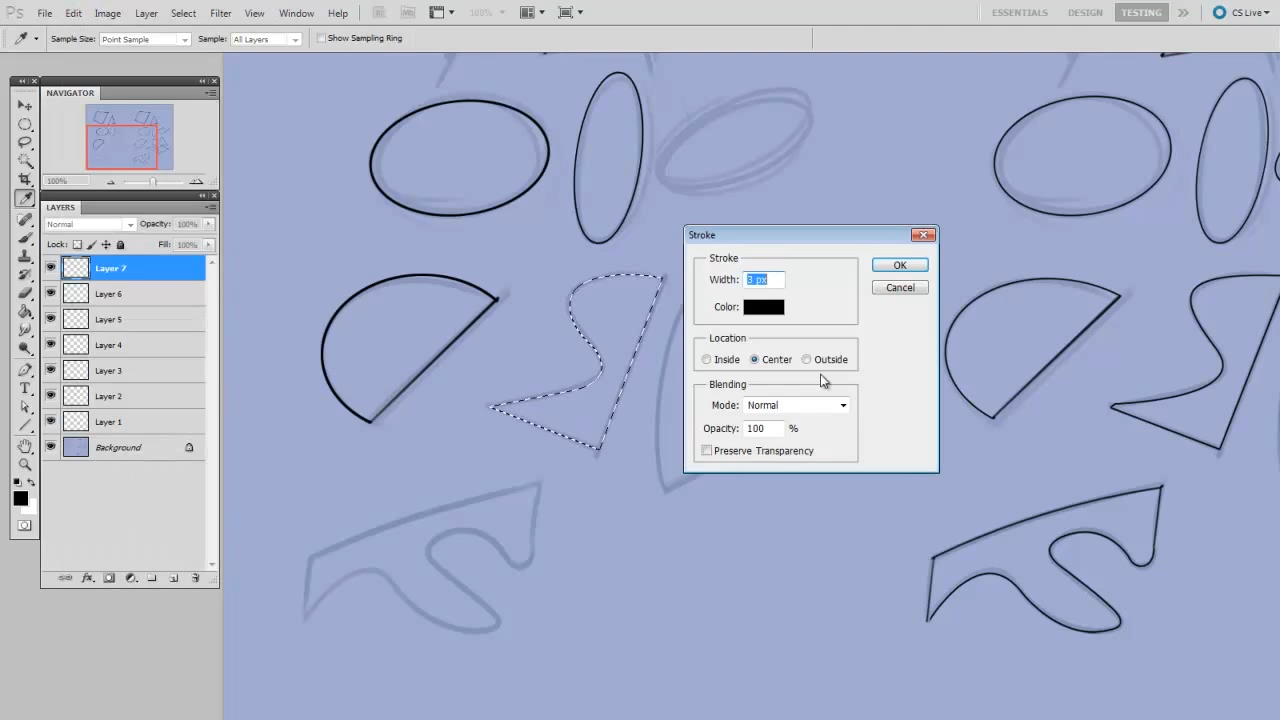 Ps File Edit Image Layer Select Filter View Window Help Br Mb 100% ESSENTIALS DESIGN TESTING CS Live
Sample Size: Point Sample Sample: All Layers Show Sampling Ring
NAVIGATOR
100%
LAYERS
Normal Opacity: 100%
Lock: Fill: 100%
Layer 7
Layer 6
Layer 5
Layer 4
Layer 3
Layer 2
Layer 1
Background
Stroke
Stroke
Width: 3 px
Color:
OK
Cancel
Location
Inside Center Outside
Blending
Mode: Normal
Opacity: 100 %
Preserve Transparency